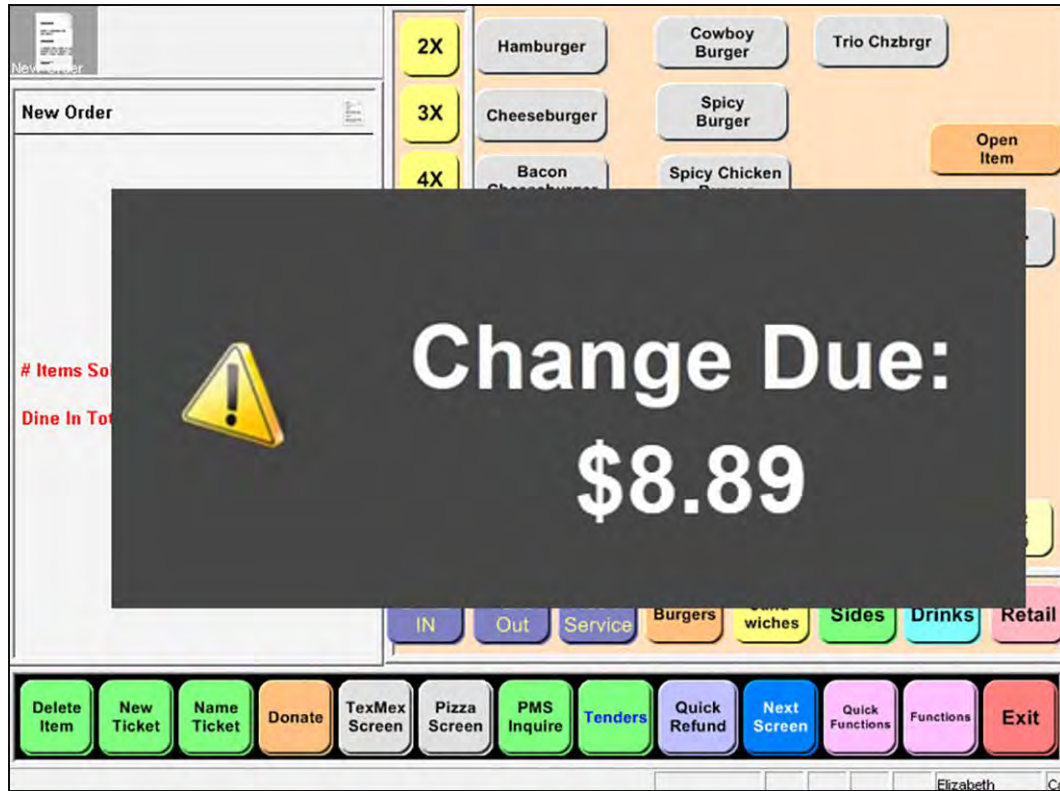 New Order
New Order
# Items So
Dine In Tot
2X
3X
4X
Hamburger
Cheeseburger
Bacon
Cheeseburger
Cowboy
Burger
Spicy
Burger
Spicy Chicken
Burger
Trio Chzbrgr
Open
Item
Change Due:
$8.89
IN
Out
Service
Burgers
wiches
Sides
Drinks
Retail
Delete
Item
New
Ticket
Name
Ticket
Donate
TexMex
Screen
Pizza
Screen
PMS
Inquire
Tenders
Quick
Refund
Next
Screen
Quick
Functions
Functions
Exit
Elizabeth